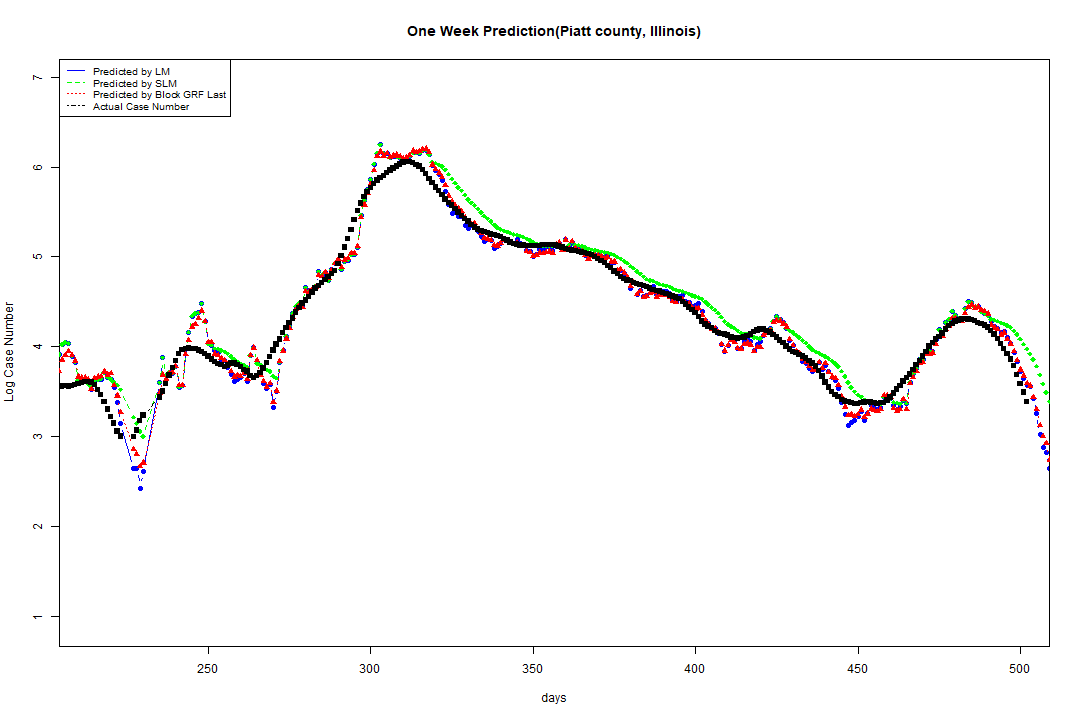 One Week Prediction(Piatt county, Illinois)
Predicted by LM
Predicted by SLM
Predicted by Block GRF Last
Actual Case Number
7
6
5
4
3
2
1
Log Case Number
250
300
350
400
450
500
days